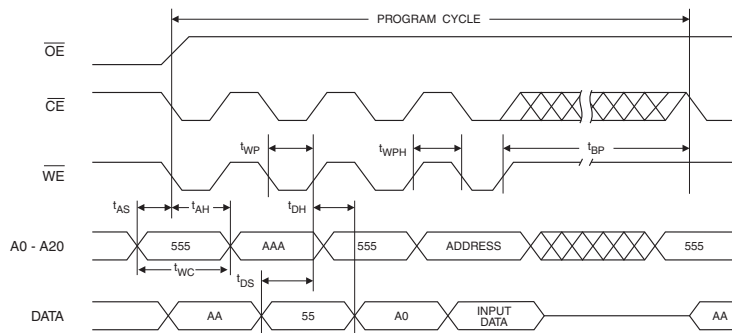 PROGRAM CYCLE
OE
CE
tWP tWPH tBP
WE
tAS tAH tDH
A0 - A20 555 AAA 555 ADDRESS 555
tWC
tDS
DATA AA 55 A0 INPUT DATA AA